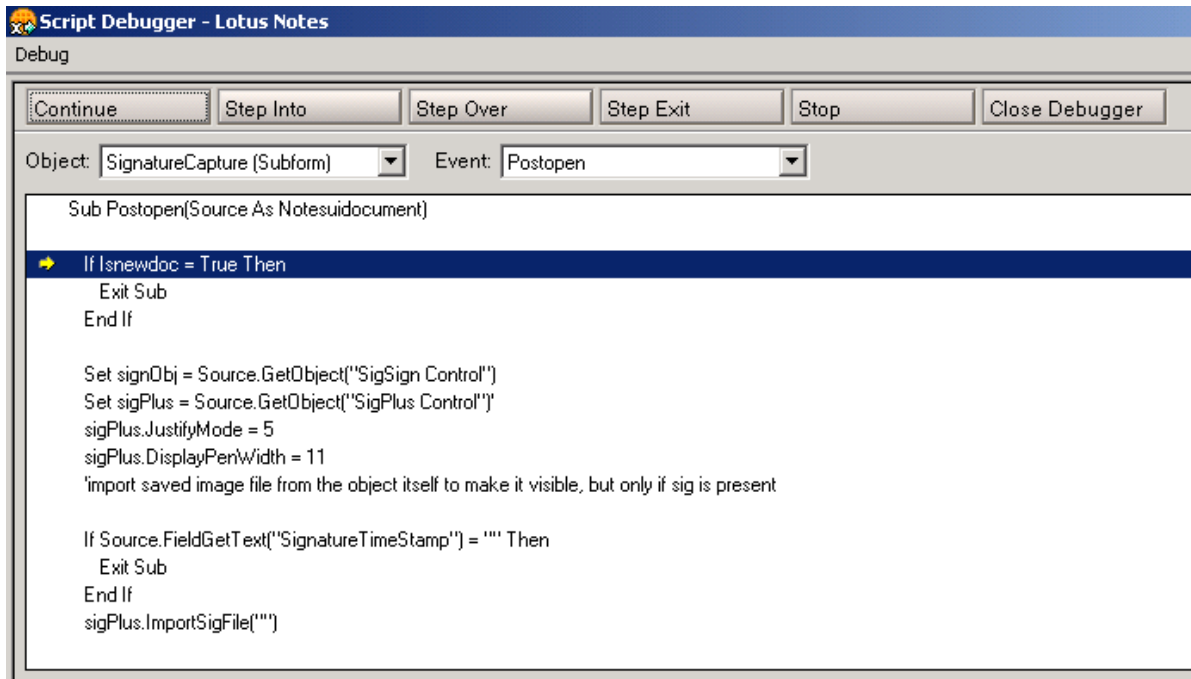 Script Debugger - Lotus Notes
Debug
Continue Step Into Step Over Step Exit Stop Close Debugger
Object: SignatureCapture (Subform) Event: Postopen
Sub Postopen(Source As Notesuidocument)
If Isnewdoc = True Then
Exit Sub
End If
Set signObj = Source.GetObject("SigSign Control")
Set sigPlus = Source.GetObject("SigPlus Control")'
sigPlus.JustifyMode = 5
sigPlus.DisplayPenWidth = 11
'import saved image file from the object itself to make it visible, but only if sig is present
If Source.FieldGetText("SignatureTimeStamp") = "" Then
Exit Sub
End If
sigPlus.ImportSigFile("")